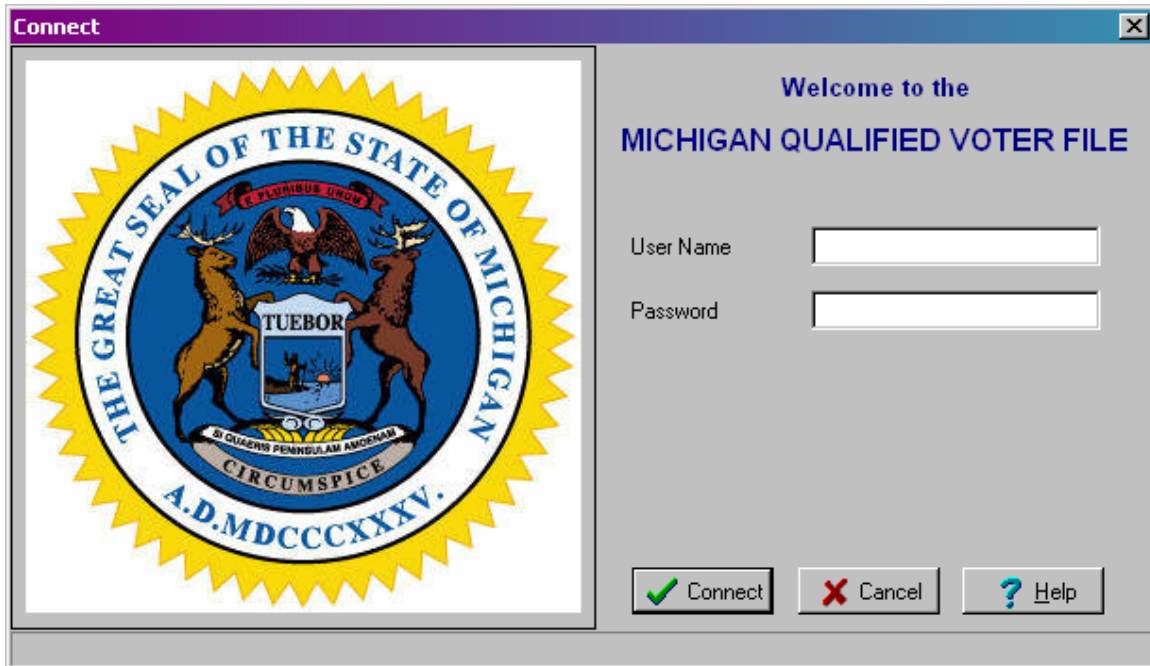 Connect
THE GREAT SEAL OF THE STATE OF MICHIGAN
E PLURIBUS UNUM
TUEBOR
SI QUAERIS PENINSULAM AMOENAM
CIRCUMSPICE
A.D.MDCCCXXXV.
Welcome to the
MICHIGAN QUALIFIED VOTER FILE
User Name
Password
Connect
Cancel
Help